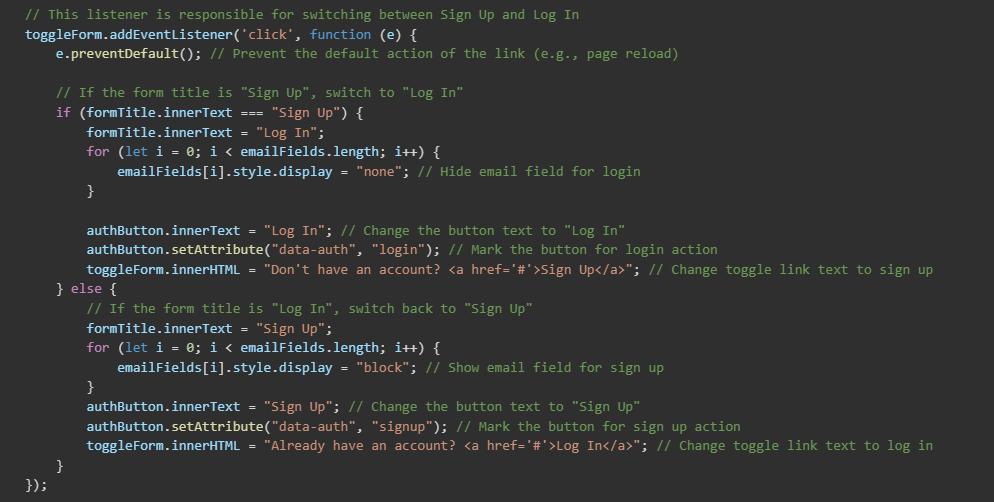 // This listener is responsible for switching between Sign Up and Log In
toggleForm.addEventListener('click', function (e) {
    e.preventDefault(); // Prevent the default action of the link (e.g., page reload)

    // If the form title is "Sign Up", switch to "Log In"
    if (formTitle.innerText === "Sign Up") {
        formTitle.innerText = "Log In";
        for (let i = 0; i < emailFields.length; i++) {
            emailFields[i].style.display = "none"; // Hide email field for login
        }

        authButton.innerText = "Log In"; // Change the button text to "Log In"
        authButton.setAttribute("data-auth", "login"); // Mark the button for login action
        toggleForm.innerHTML = "Don't have an account? <a href='#'>Sign Up</a>"; // Change toggle link text to sign up
    } else {
        // If the form title is "Log In", switch back to "Sign Up"
        formTitle.innerText = "Sign Up";
        for (let i = 0; i < emailFields.length; i++) {
            emailFields[i].style.display = "block"; // Show email field for sign up
        }
        authButton.innerText = "Sign Up"; // Change the button text to "Sign Up"
        authButton.setAttribute("data-auth", "signup"); // Mark the button for sign up action
        toggleForm.innerHTML = "Already have an account? <a href='#'>Log In</a>"; // Change toggle link text to log in
    }
});